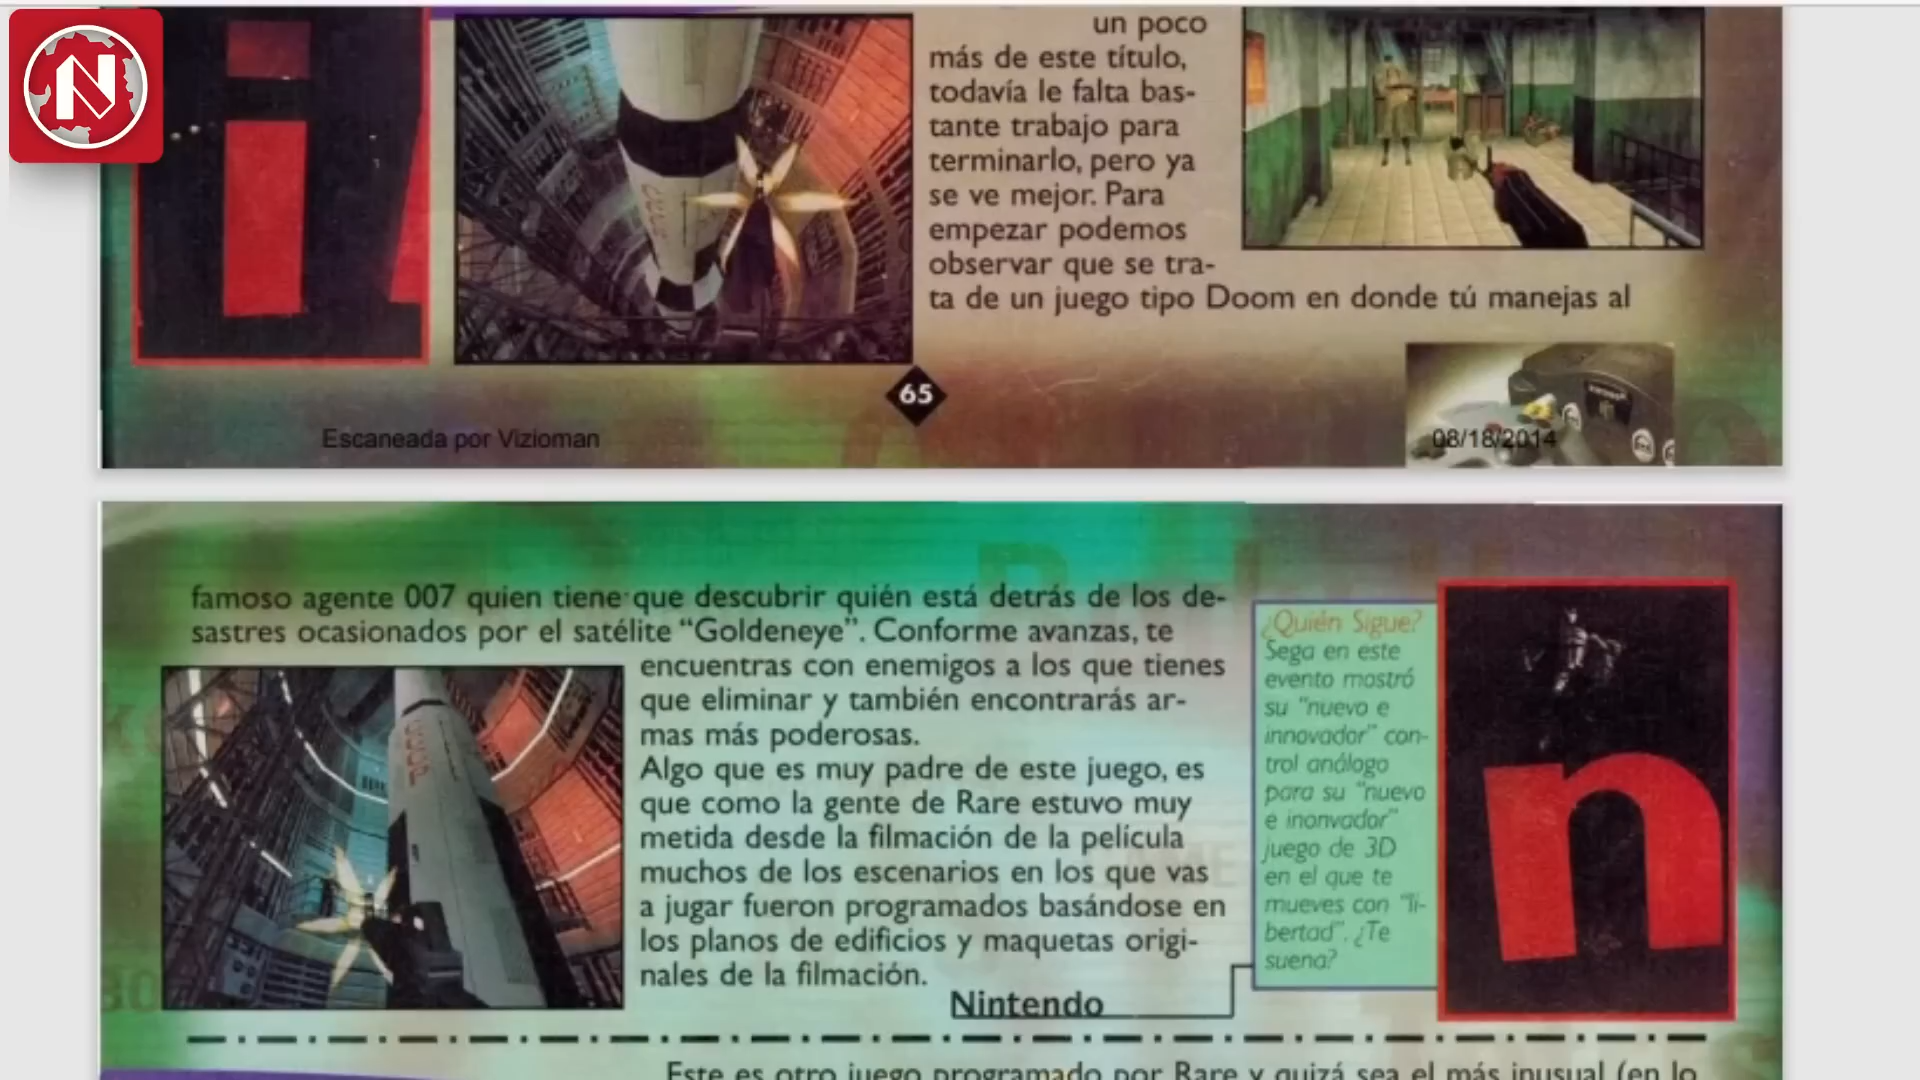 un poco
más de este título,
todavía le falta bas-
tante trabajo para
terminarlo, pero ya
se ve mejor. Para
empezar podemos
observar que se tra-
ta de un juego tipo Doom en donde tú manejas al
65
Escaneada por Vizioman
08/18/2014
famoso agente 007 quien tiene que descubrir quién está detrás de los de-
sastres ocasionados por el satélite “Goldeneye”. Conforme avanzas, te
encuentras con enemigos a los que tienes
que eliminar y también encontrarás ar-
mas más poderosas.
Algo que es muy padre de este juego, es
que como la gente de Rare estuvo muy
metida desde la filmación de la película
muchos de los escenarios en los que vas
a jugar fueron programados basándose en
los planos de edificios y maquetas origi-
nales de la filmación.
Nintendo
¿Quién Sigue?
Sega en este
evento mostró
su “nuevo e
innovador” con-
trol análogo
para su “nuevo
e inonvador”
juego de 3D
en el que te
mueves con “li-
bertad”. ¿Te
suena?
n
Este es otro juego programado por Rare y quizá sea el más inusual (en lo